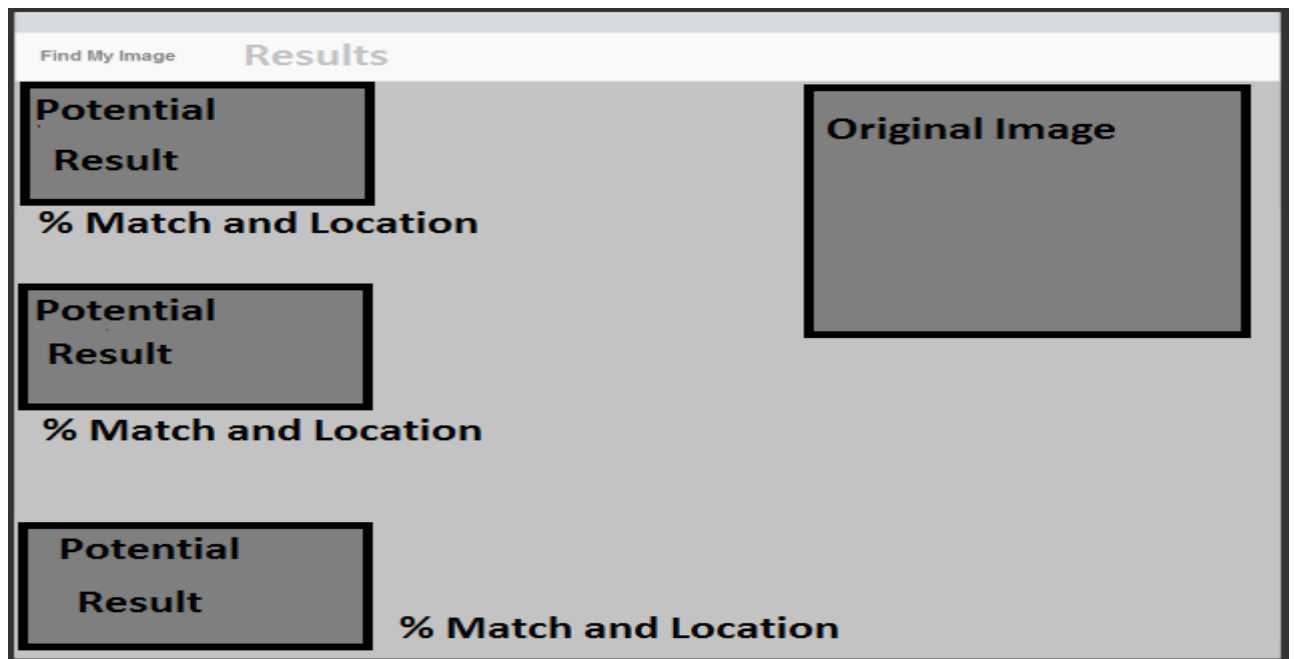 Find My Image Results
Potential
Result
% Match and Location
Original Image
Potential
Result
% Match and Location
Potential
Result
% Match and Location